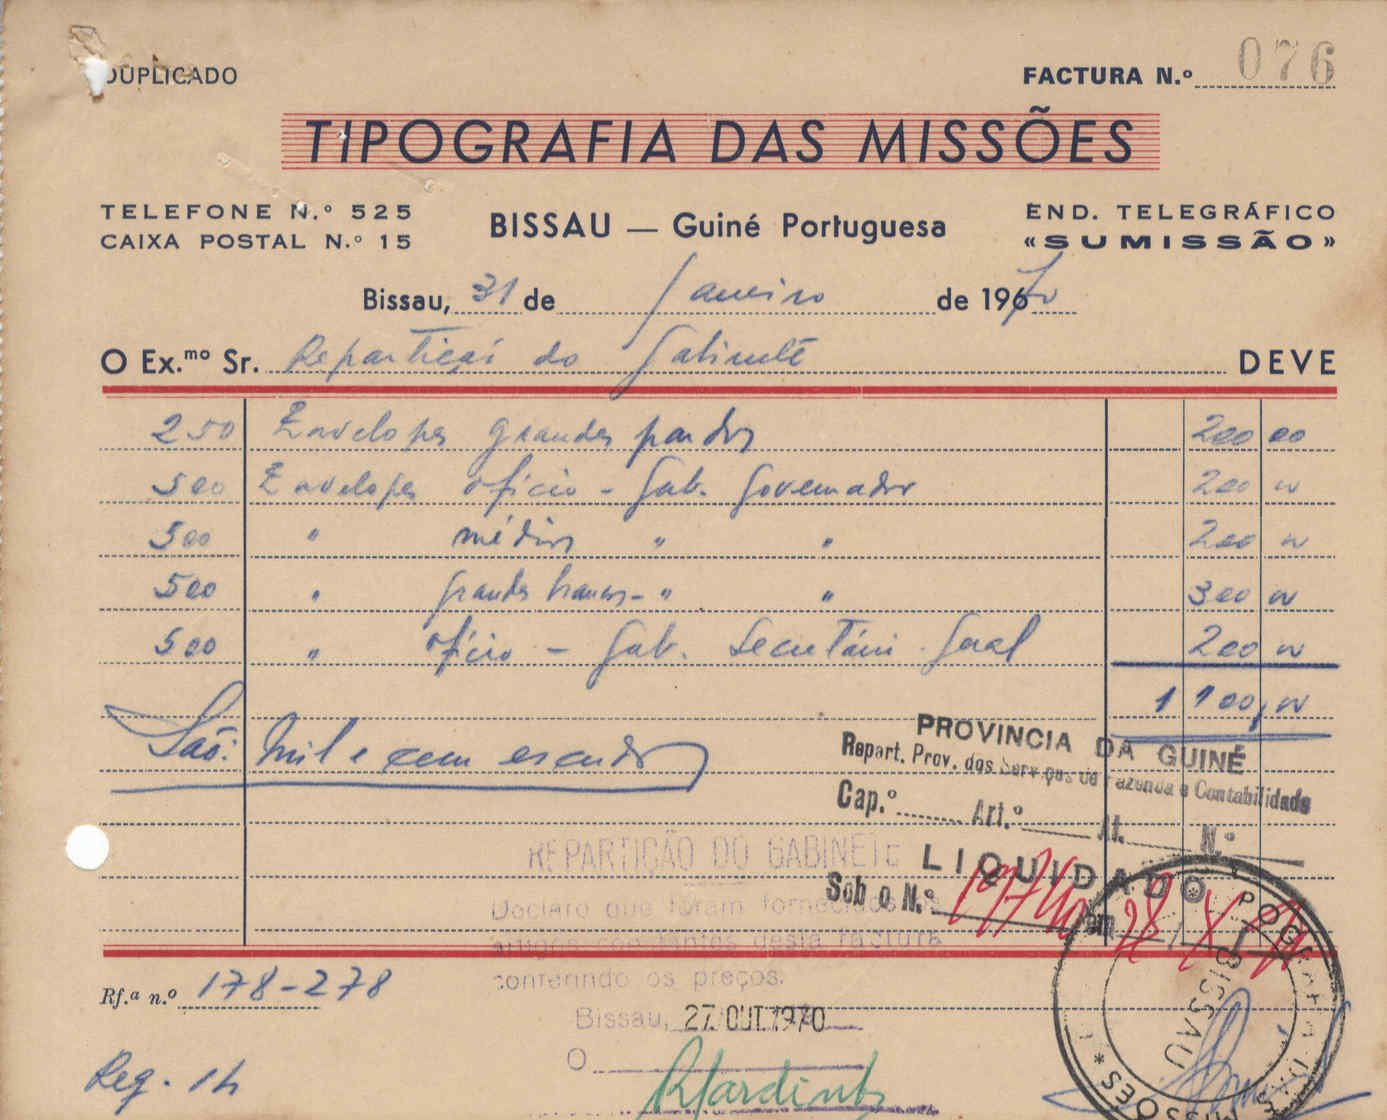 DUPLICADO
FACTURA N.º 076
TIPOGRAFIA DAS MISSÕES
TELEFONE N.º 525
CAIXA POSTAL N.º 15
BISSAU — Guiné Portuguesa
END. TELEGRÁFICO
«SUMISSÃO»
Bissau, 31 de Janeiro de 1970
O Ex.mo Sr. Repartição do Gabinete DEVE
250 Envelopes grandes pardos 200 00
500 Envelopes ofício - Gab. Governador 200 00
500 " médios " " 200 00
500 " grandes brancos - " " 300 00
500 " ofício - Gab. Secretário Geral 200 00
1 100,00
São: Mil e cem escudos
PROVINCIA DA GUINÉ
Repart. Prov. dos Serviços de Fazenda e Contabilidade
Cap.º Art.º Al. N.º
LIQUIDADO
Sob o N.º em 28 / X /
REPARTIÇÃO DO GABINETE
Declaro que foram fornecidos os
artigos constantes desta factura
conferindo os preços.
Bissau, 27 OUT. 1970
O
Rf.ª n.º 178-278
Reg. 14
TIPOGRAFIA DAS MISSÕES * BISSAU *